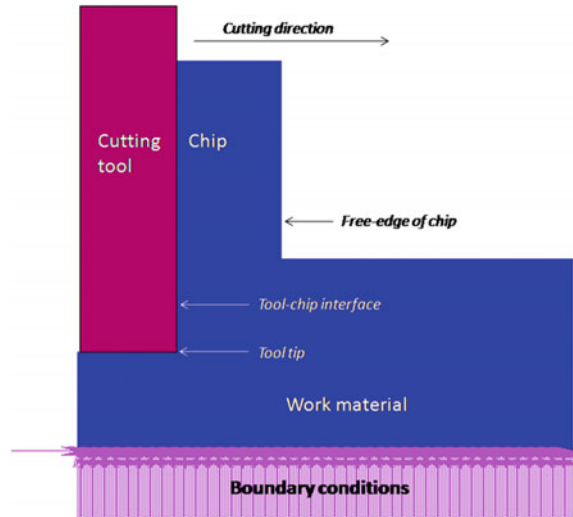 Cutting direction
Cutting
tool
Chip
Free-edge of chip
Tool-chip interface
Tool tip
Work material
Boundary conditions